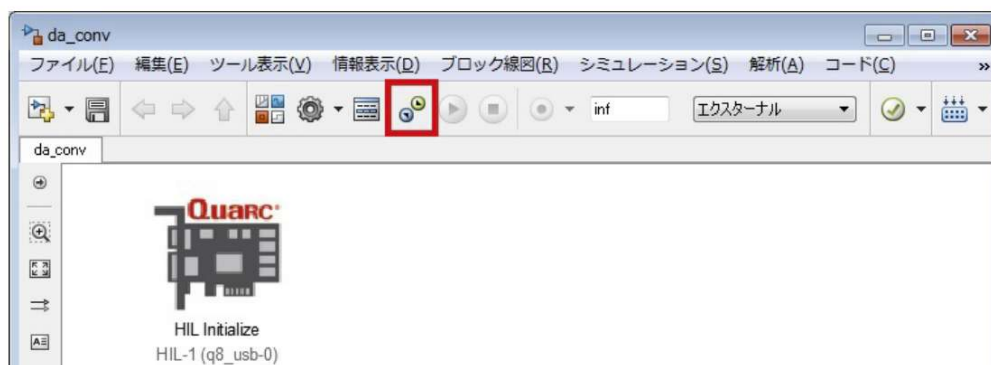 da_conv
ファイル(F) 編集(E) ツール表示(V) 情報表示(D) ブロック線図(R) シミュレーション(S) 解析(A) コード(C) »
inf エクスターナル
da_conv
QUARC
HIL Initialize
HIL-1 (q8_usb-0)